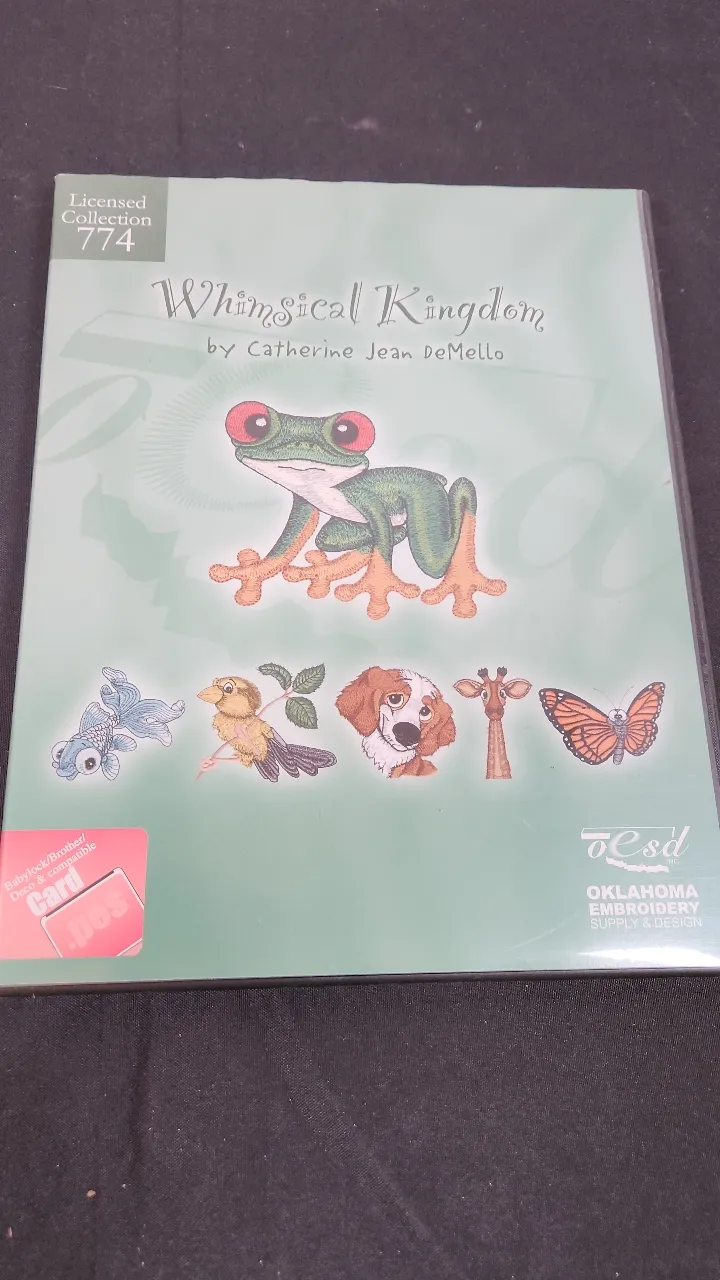 Licensed
Collection
774
Whimsical Kingdom
by Catherine Jean DeMello
Babylock/Brother/
Deco & compatible
Card
.pes
oesd
INC.
OKLAHOMA
EMBROIDERY
SUPPLY & DESIGN